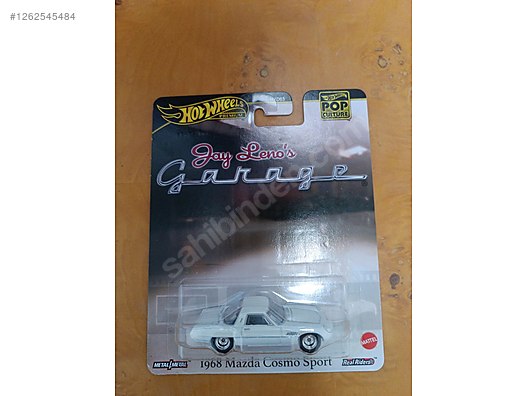 #1262545484
HOT WHEELS
PREMIUM
POP
CULTURE
Jay Leno's
Garage®
sahibinden.com
MATTEL
1968 Mazda Cosmo Sport
METAL/METAL
Real Riders®